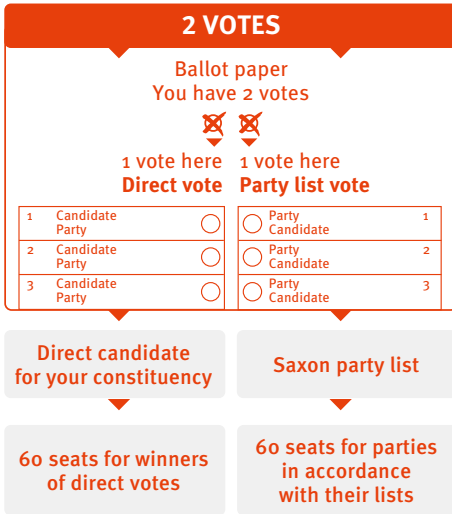 2 VOTES
Ballot paper
You have 2 votes
1 vote here
Direct vote
1 vote here
Party list vote
1 Candidate
Party
2 Candidate
Party
3 Candidate
Party
Party 1
Candidate
Party 2
Candidate
Party 3
Candidate
Direct candidate
for your constituency
Saxon party list
60 seats for winners
of direct votes
60 seats for parties
in accordance
with their lists